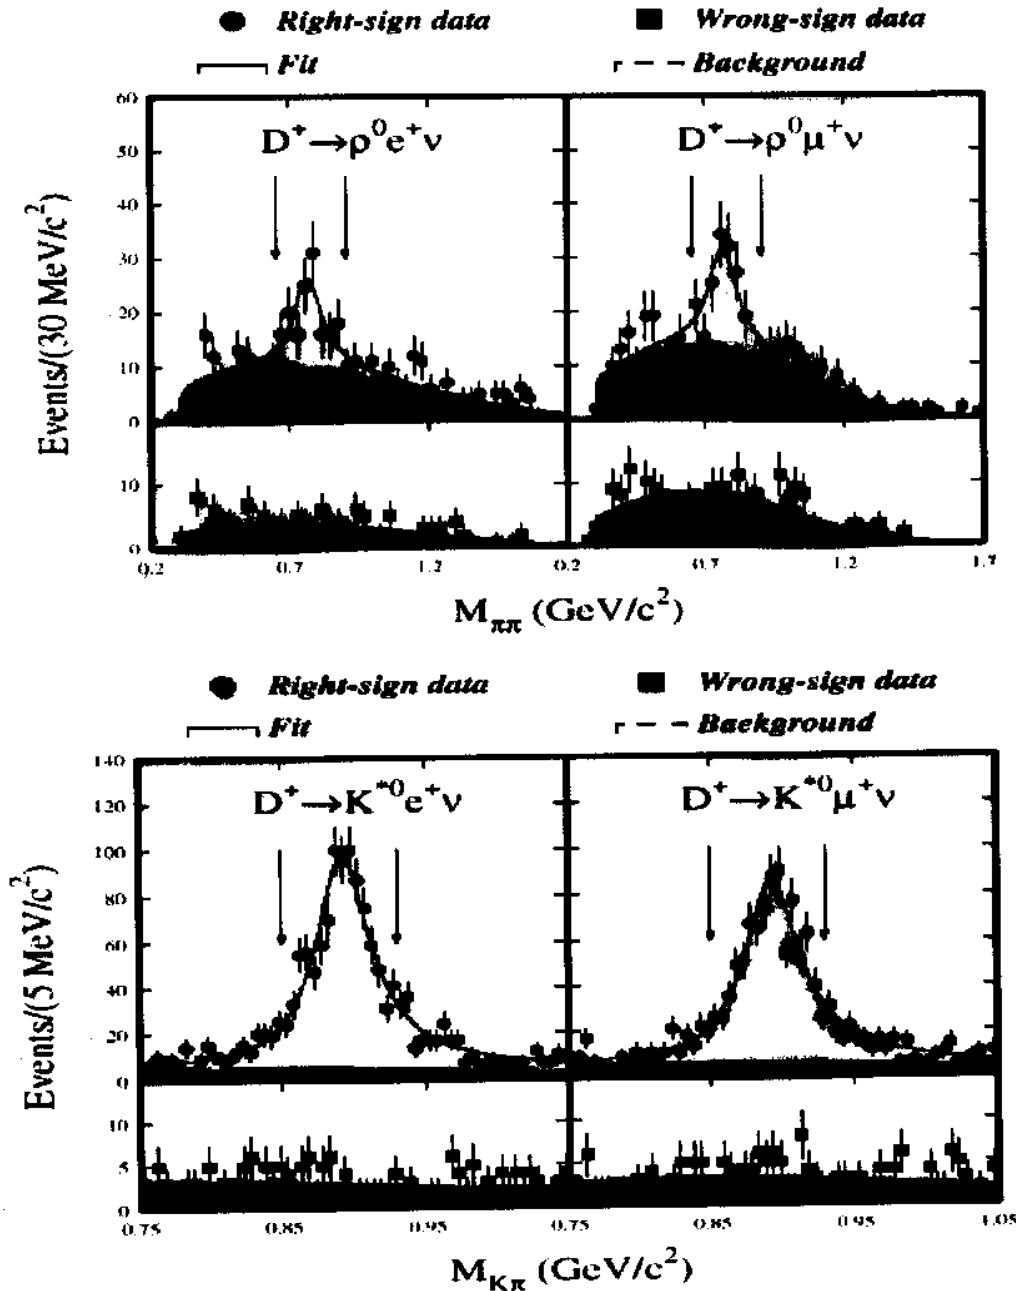 Right-sign data Wrong-sign data
Fit Background
60
50
40
30
20
10
0
10
0
D⁺→ρ⁰e⁺ν D⁺→ρ⁰μ⁺ν
Events/(30 MeV/c²)
0.2 0.7 1.2 0.2 0.7 1.2 1.7
M_ππ (GeV/c²)
Right-sign data Wrong-sign data
Fit Background
140
120
100
80
60
40
20
0
10
5
0
D⁺→K*⁰e⁺ν D⁺→K*⁰μ⁺ν
Events/(5 MeV/c²)
0.75 0.85 0.95 0.75 0.85 0.95 1.05
M_Kπ (GeV/c²)